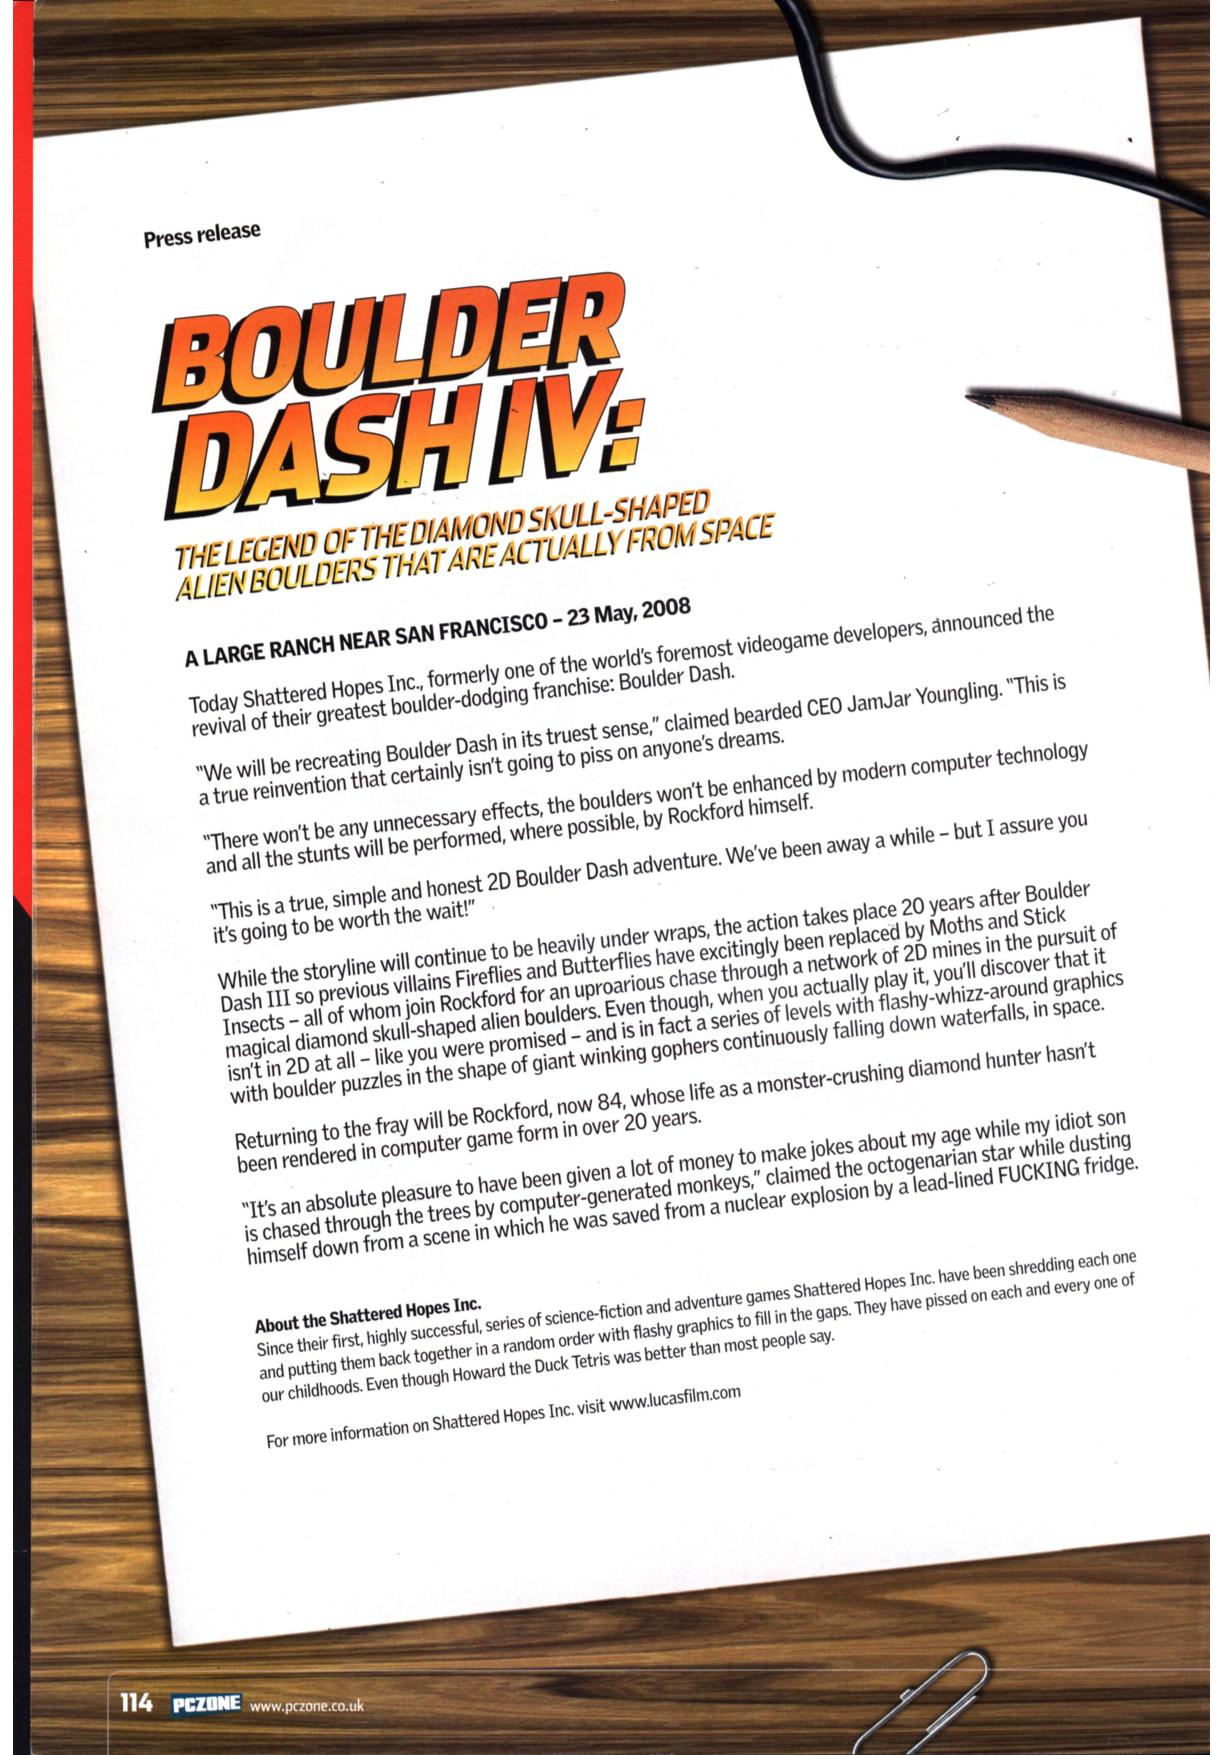 Press release
BOULDER
DASH IV:
THE LEGEND OF THE DIAMOND SKULL-SHAPED
ALIEN BOULDERS THAT ARE ACTUALLY FROM SPACE
A LARGE RANCH NEAR SAN FRANCISCO – 23 May, 2008
Today Shattered Hopes Inc., formerly one of the world's foremost videogame developers, announced the
revival of their greatest boulder-dodging franchise: Boulder Dash.
"We will be recreating Boulder Dash in its truest sense," claimed bearded CEO JamJar Youngling. "This is
a true reinvention that certainly isn't going to piss on anyone's dreams.
"There won't be any unnecessary effects, the boulders won't be enhanced by modern computer technology
and all the stunts will be performed, where possible, by Rockford himself.
"This is a true, simple and honest 2D Boulder Dash adventure. We've been away a while – but I assure you
it's going to be worth the wait!"
While the storyline will continue to be heavily under wraps, the action takes place 20 years after Boulder
Dash III so previous villains Fireflies and Butterflies have excitingly been replaced by Moths and Stick
Insects – all of whom join Rockford for an uproarious chase through a network of 2D mines in the pursuit of
magical diamond skull-shaped alien boulders. Even though, when you actually play it, you'll discover that it
isn't in 2D at all – like you were promised – and is in fact a series of levels with flashy-whizz-around graphics
with boulder puzzles in the shape of giant winking gophers continuously falling down waterfalls, in space.
Returning to the fray will be Rockford, now 84, whose life as a monster-crushing diamond hunter hasn't
been rendered in computer game form in over 20 years.
"It's an absolute pleasure to have been given a lot of money to make jokes about my age while my idiot son
is chased through the trees by computer-generated monkeys," claimed the octogenarian star while dusting
himself down from a scene in which he was saved from a nuclear explosion by a lead-lined FUCKING fridge.
About the Shattered Hopes Inc.
Since their first, highly successful, series of science-fiction and adventure games Shattered Hopes Inc. have been shredding each one
and putting them back together in a random order with flashy graphics to fill in the gaps. They have pissed on each and every one of
our childhoods. Even though Howard the Duck Tetris was better than most people say.
For more information on Shattered Hopes Inc. visit www.lucasfilm.com
114 PCZONE www.pczone.co.uk